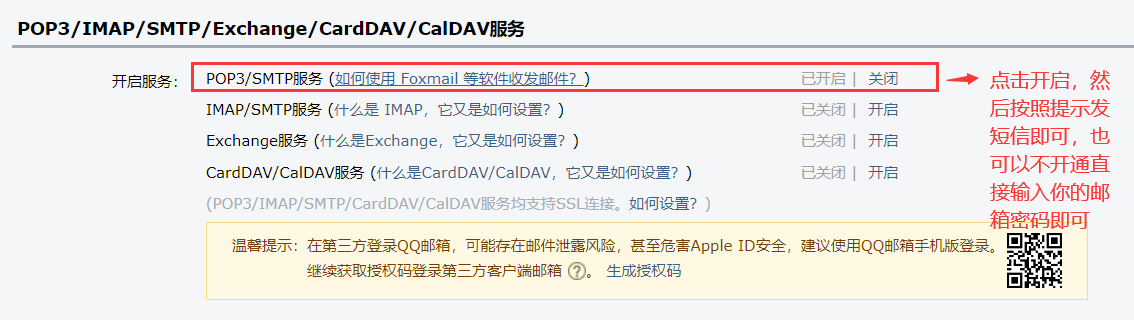 POP3/IMAP/SMTP/Exchange/CardDAV/CalDAV服务
开启服务：
POP3/SMTP服务 (如何使用 Foxmail 等软件收发邮件？)
已开启 | 关闭
IMAP/SMTP服务 (什么是 IMAP，它又是如何设置？)
已关闭 | 开启
Exchange服务 (什么是Exchange，它又是如何设置？)
已关闭 | 开启
CardDAV/CalDAV服务 (什么是CardDAV/CalDAV，它又是如何设置？)
已关闭 | 开启
(POP3/IMAP/SMTP/CardDAV/CalDAV服务均支持SSL连接。如何设置？)
温馨提示：在第三方登录QQ邮箱，可能存在邮件泄露风险，甚至危害Apple ID安全，建议使用QQ邮箱手机版登录。
继续获取授权码登录第三方客户端邮箱 ?。 生成授权码
点击开启，然
后按照提示发
短信即可，也
可以不开通直
接输入你的邮
箱密码即可